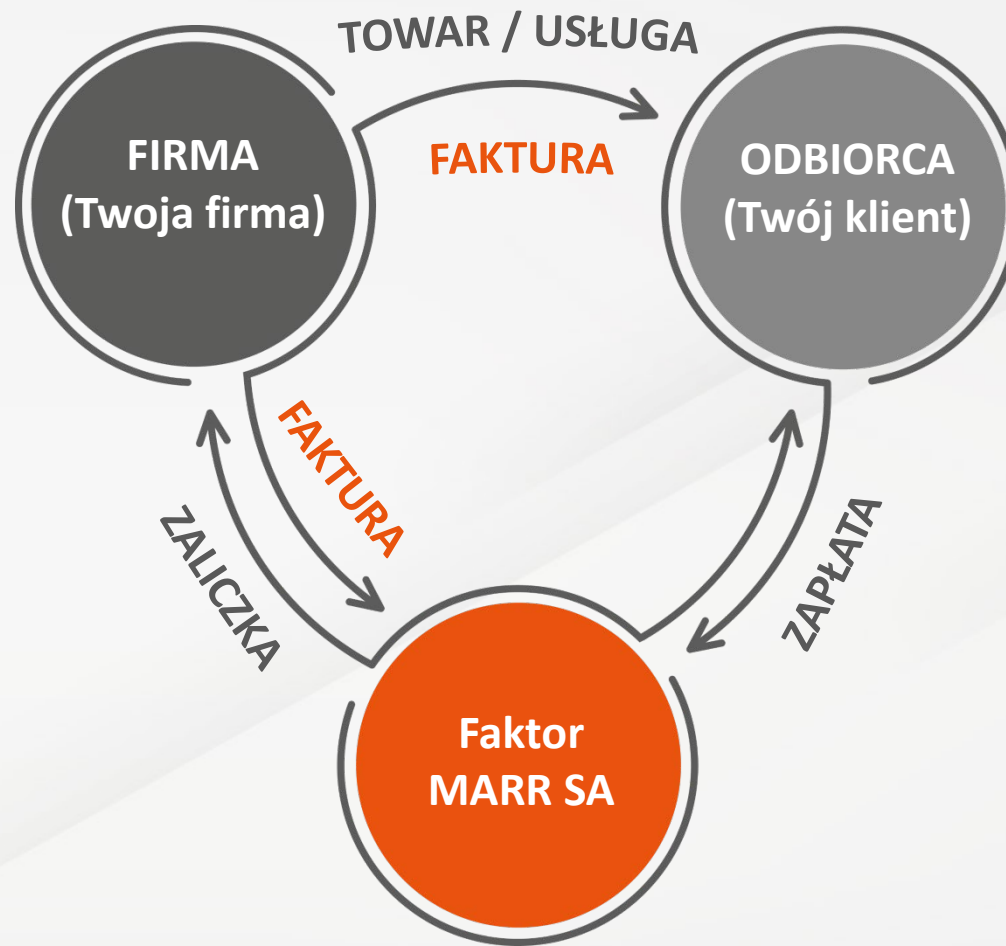 TOWAR / USŁUGA
FIRMA
(Twoja firma)
FAKTURA
ODBIORCA
(Twój klient)
FAKTURA
ZALICZKA
ZAPŁATA
Faktor
MARR SA